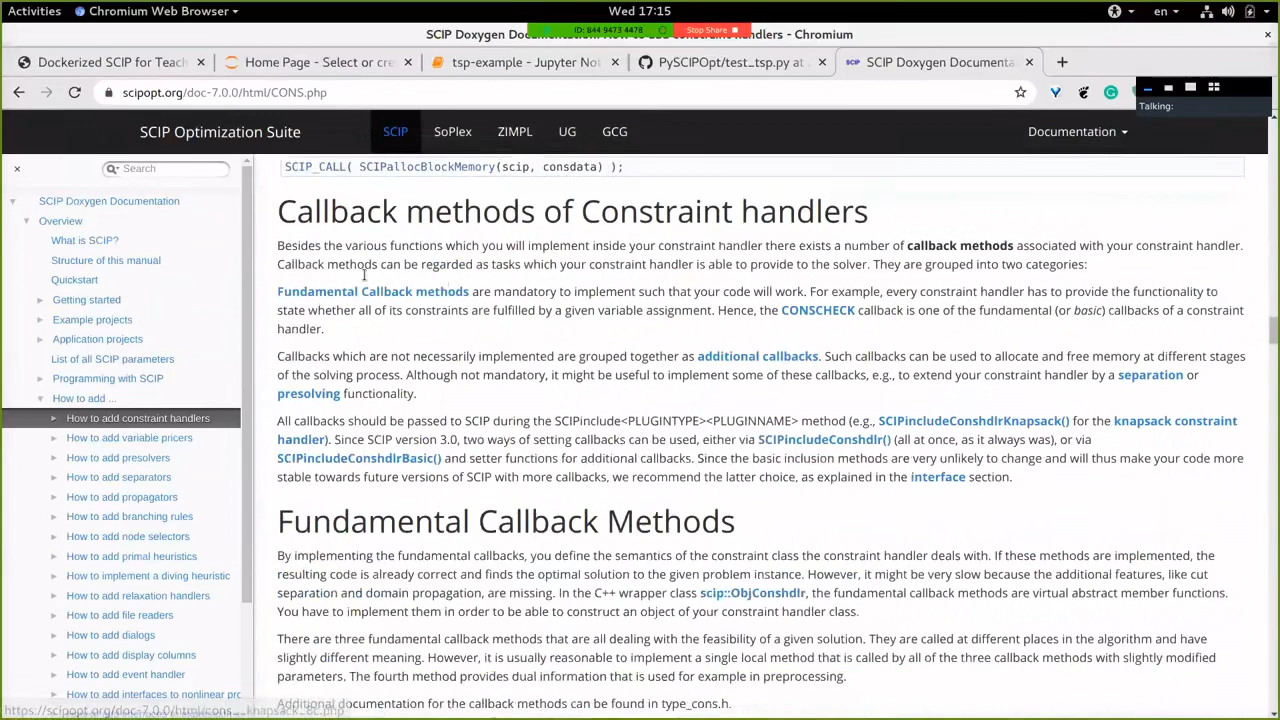 Activities
Chromium Web Browser
Wed 17:15
en
ID: 844 9473 4478
Stop Share
SCIP Doxygen Documentation: How to add constraint handlers - Chromium
Dockerized SCIP for Teach
Home Page - Select or cre
tsp-example - Jupyter No
PySCIPOpt/test_tsp.py at
SCIP Doxygen Documenta
scipopt.org/doc-7.0.0/html/CONS.php
Talking:
SCIP Optimization Suite
SCIP
SoPlex
ZIMPL
UG
GCG
Documentation
Search
SCIP Doxygen Documentation
Overview
What is SCIP?
Structure of this manual
Quickstart
Getting started
Example projects
Application projects
List of all SCIP parameters
Programming with SCIP
How to add ...
How to add constraint handlers
How to add variable pricers
How to add presolvers
How to add separators
How to add propagators
How to add branching rules
How to add node selectors
How to add primal heuristics
How to implement a diving heuristic
How to add relaxation handlers
How to add file readers
How to add dialogs
How to add display columns
How to add event handler
How to add interfaces to nonlinear pro
https://scipopt.org/doc-7.0.0/html/cons__knapsack_8c.php
SCIP_CALL( SCIPallocBlockMemory(scip, consdata) );
Callback methods of Constraint handlers
Besides the various functions which you will implement inside your constraint handler there exists a number of callback methods associated with your constraint handler.
Callback methods can be regarded as tasks which your constraint handler is able to provide to the solver. They are grouped into two categories:
Fundamental Callback methods are mandatory to implement such that your code will work. For example, every constraint handler has to provide the functionality to
state whether all of its constraints are fulfilled by a given variable assignment. Hence, the CONSCHECK callback is one of the fundamental (or basic) callbacks of a constraint
handler.
Callbacks which are not necessarily implemented are grouped together as additional callbacks. Such callbacks can be used to allocate and free memory at different stages
of the solving process. Although not mandatory, it might be useful to implement some of these callbacks, e.g., to extend your constraint handler by a separation or
presolving functionality.
All callbacks should be passed to SCIP during the SCIPinclude<PLUGINTYPE><PLUGINNAME> method (e.g., SCIPincludeConshdlrKnapsack() for the knapsack constraint
handler). Since SCIP version 3.0, two ways of setting callbacks can be used, either via SCIPincludeConshdlr() (all at once, as it always was), or via
SCIPincludeConshdlrBasic() and setter functions for additional callbacks. Since the basic inclusion methods are very unlikely to change and will thus make your code more
stable towards future versions of SCIP with more callbacks, we recommend the latter choice, as explained in the interface section.
Fundamental Callback Methods
By implementing the fundamental callbacks, you define the semantics of the constraint class the constraint handler deals with. If these methods are implemented, the
resulting code is already correct and finds the optimal solution to the given problem instance. However, it might be very slow because the additional features, like cut
separation and domain propagation, are missing. In the C++ wrapper class scip::ObjConshdlr, the fundamental callback methods are virtual abstract member functions.
You have to implement them in order to be able to construct an object of your constraint handler class.
There are three fundamental callback methods that are all dealing with the feasibility of a given solution. They are called at different places in the algorithm and have
slightly different meaning. However, it is usually reasonable to implement a single local method that is called by all of the three callback methods with slightly modified
parameters. The fourth method provides dual information that is used for example in preprocessing.
Additional documentation for the callback methods can be found in type_cons.h.